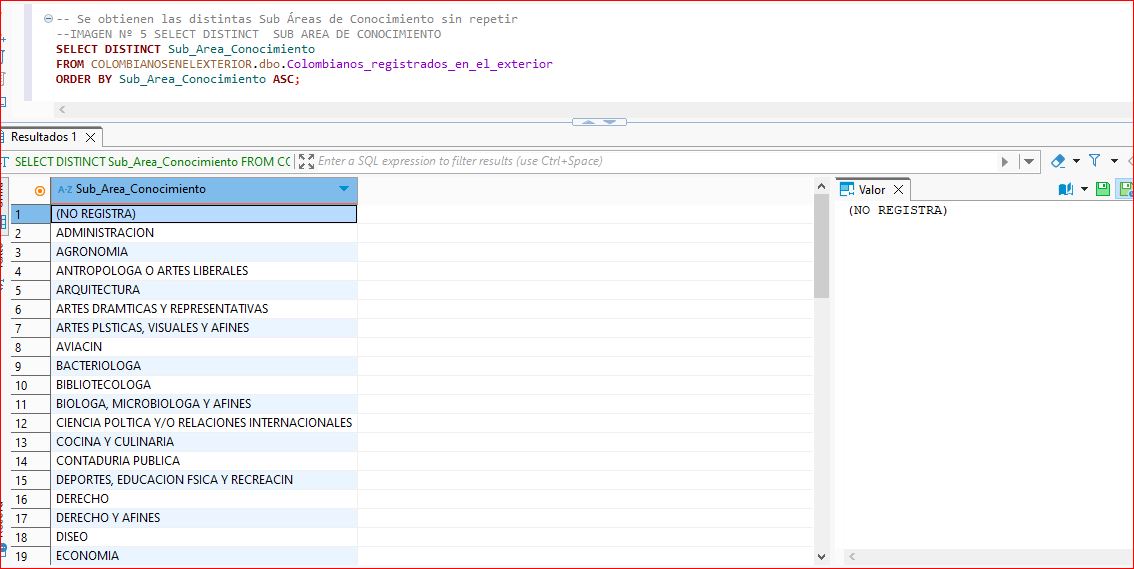 -- Se obtienen las distintas Sub Áreas de Conocimiento sin repetir
--IMAGEN Nº 5 SELECT DISTINCT  SUB AREA DE CONOCIMIENTO
SELECT DISTINCT Sub_Area_Conocimiento
FROM COLOMBIANOSENELEXTERIOR.dbo.Colombianos_registrados_en_el_exterior
ORDER BY Sub_Area_Conocimiento ASC;
Resultados 1
SELECT DISTINCT Sub_Area_Conocimiento FROM CC Enter a SQL expression to filter results (use Ctrl+Space)
A-Z Sub_Area_Conocimiento
Valor
1 (NO REGISTRA)
(NO REGISTRA)
2 ADMINISTRACION
3 AGRONOMIA
4 ANTROPOLOGA O ARTES LIBERALES
5 ARQUITECTURA
6 ARTES DRAMTICAS Y REPRESENTATIVAS
7 ARTES PLSTICAS, VISUALES Y AFINES
8 AVIACIN
9 BACTERIOLOGA
10 BIBLIOTECOLOGA
11 BIOLOGA, MICROBIOLOGA Y AFINES
12 CIENCIA POLTICA Y/O RELACIONES INTERNACIONALES
13 COCINA Y CULINARIA
14 CONTADURIA PUBLICA
15 DEPORTES, EDUCACION FSICA Y RECREACIN
16 DERECHO
17 DERECHO Y AFINES
18 DISEO
19 ECONOMIA